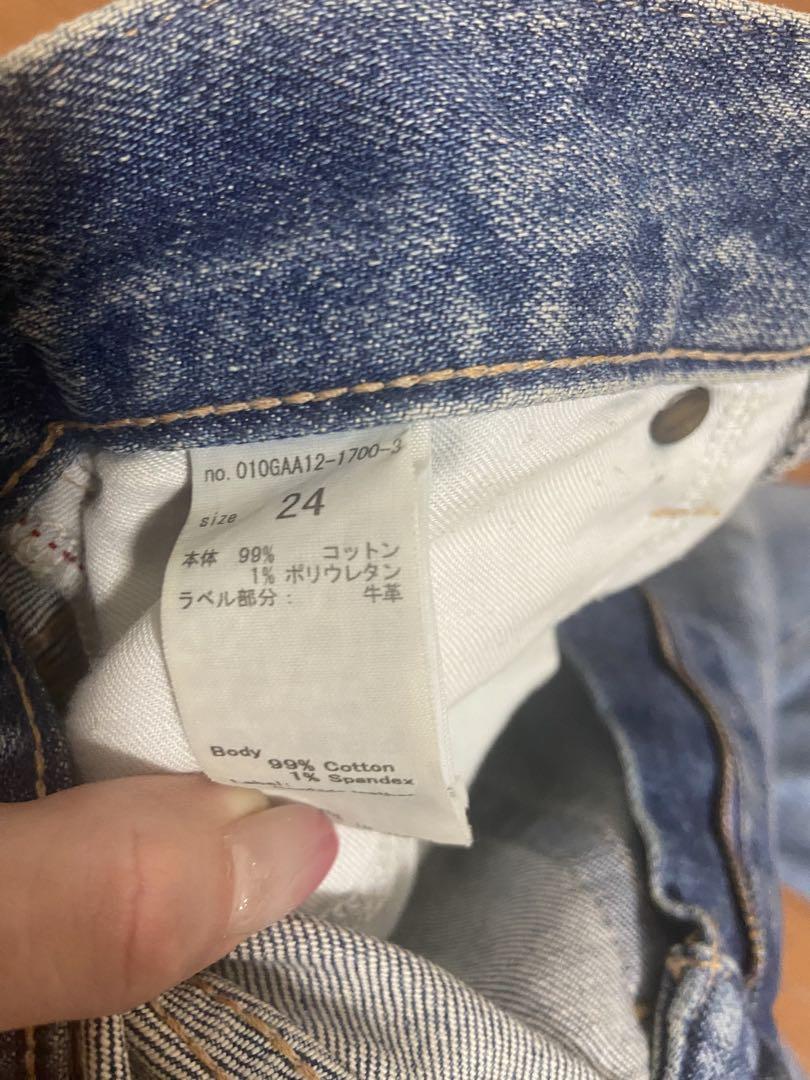 no. 010GAA12-1700-3
size 24
本体 99% コットン
1% ポリウレタン
ラベル部分: 牛革
Body
99% Cotton
1% Spandex